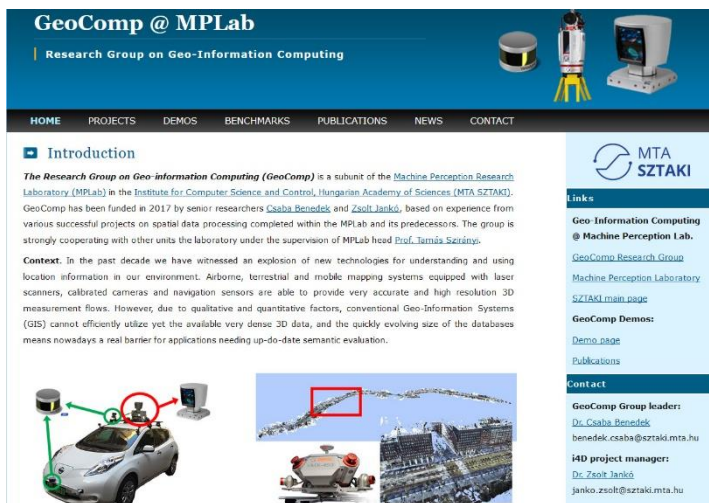 GeoComp @ MPLab
Research Group on Geo-Information Computing
HOME PROJECTS DEMOS BENCHMARKS PUBLICATIONS NEWS CONTACT
Introduction
The Research Group on Geo-information Computing (GeoComp) is a subunit of the Machine Perception Research
Laboratory (MPLab) in the Institute for Computer Science and Control, Hungarian Academy of Sciences (MTA SZTAKI).
GeoComp has been funded in 2017 by senior researchers Csaba Benedek and Zsolt Jankó, based on experience from
various successful projects on spatial data processing completed within the MPLab and its predecessors. The group is
strongly cooperating with other units the laboratory under the supervision of MPLab head Prof. Tamás Szirányi.
Context. In the past decade we have witnessed an explosion of new technologies for understanding and using
location information in our environment. Airborne, terrestrial and mobile mapping systems equipped with laser
scanners, calibrated cameras and navigation sensors are able to provide very accurate and high resolution 3D
measurement flows. However, due to qualitative and quantitative factors, conventional Geo-Information Systems
(GIS) cannot efficiently utilize yet the available very dense 3D data, and the quickly evolving size of the databases
means nowadays a real barrier for applications needing up-do-date semantic evaluation.
MTA
SZTAKI
Links
Geo-Information Computing
@ Machine Perception Lab.
GeoComp Research Group
Machine Perception Laboratory
SZTAKI main page
GeoComp Demos:
Demo page
Publications
Contact
GeoComp Group leader:
Dr. Csaba Benedek
benedek.csaba@sztaki.mta.hu
i4D project manager:
Dr. Zsolt Jankó
janko.zsolt@sztaki.mta.hu